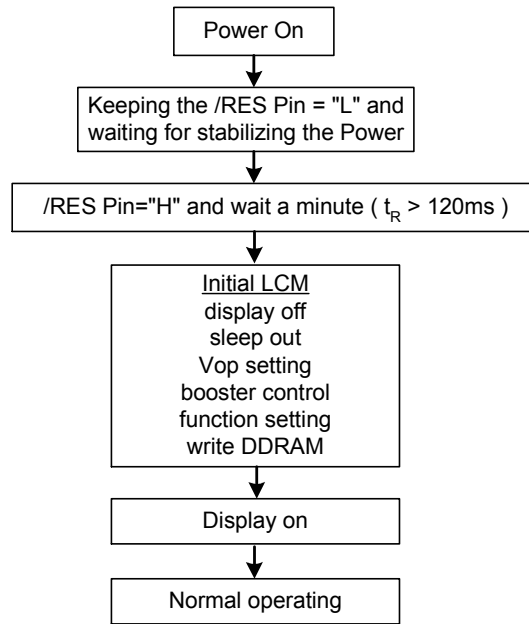 Power On
Keeping the /RES Pin = "L" and
waiting for stabilizing the Power
/RES Pin="H" and wait a minute ( tR > 120ms )
Initial LCM
display off
sleep out
Vop setting
booster control
function setting
write DDRAM
Display on
Normal operating